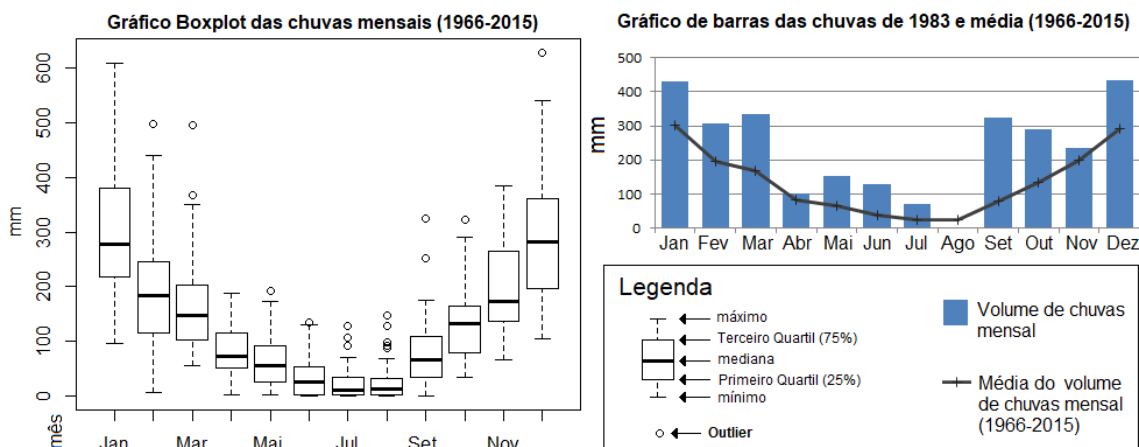 Gráfico Boxplot das chuvas mensais (1966-2015)
mm
600
500
400
300
200
100
0
mês
Jan Mar Mai Jul Set Nov
Gráfico de barras das chuvas de 1983 e média (1966-2015)
mm
500
400
300
200
100
0
Jan Fev Mar Abr Mai Jun Jul Ago Set Out Nov Dez
Legenda
máximo
Terceiro Quartil (75%)
mediana
Primeiro Quartil (25%)
mínimo
Outlier
Volume de chuvas
mensal
Média do volume
de chuvas mensal
(1966-2015)